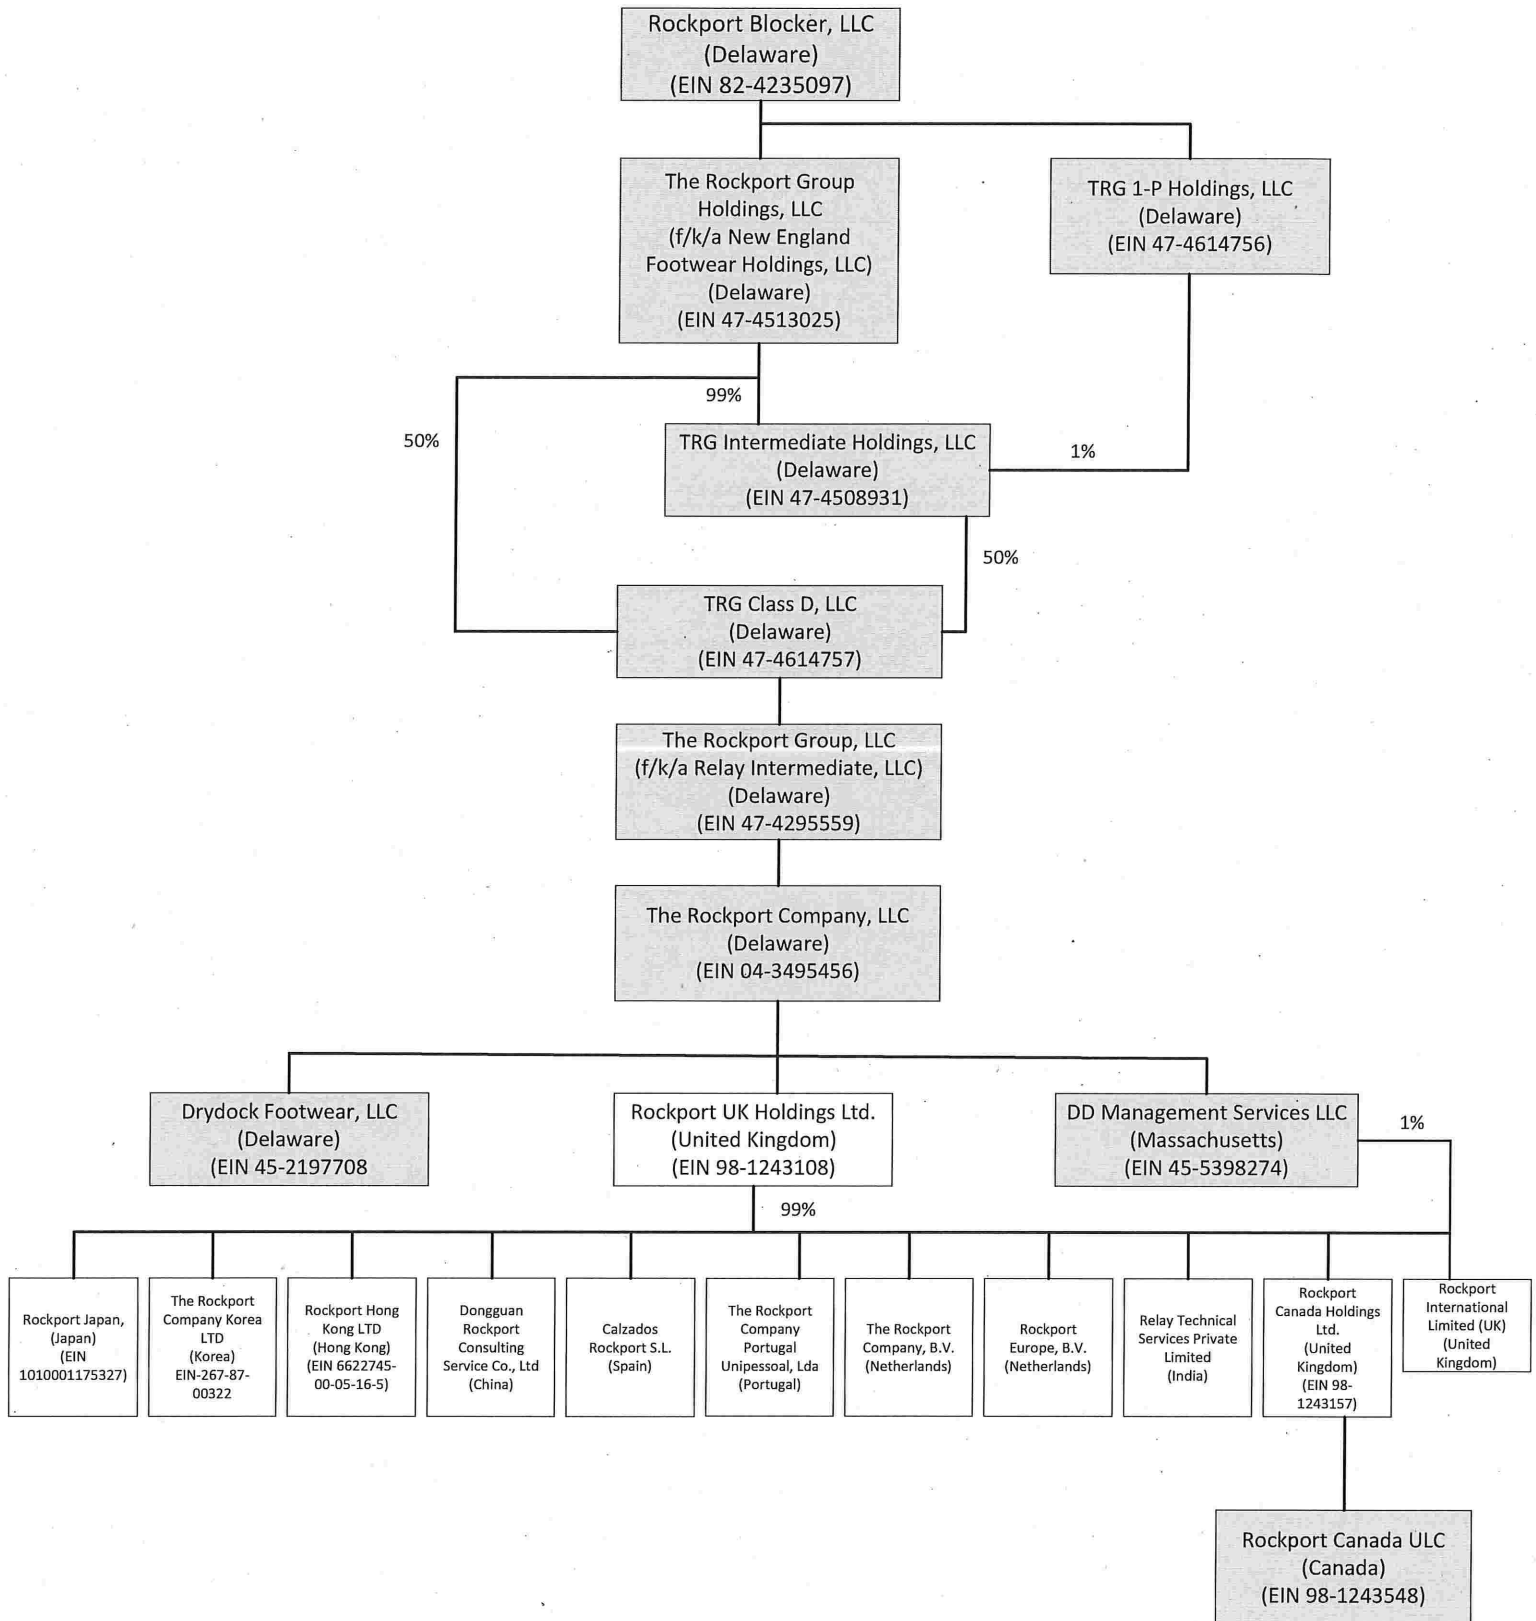 Rockport Blocker, LLC
(Delaware)
(EIN 82-4235097)
The Rockport Group
Holdings, LLC
(f/k/a New England
Footwear Holdings, LLC)
(Delaware)
(EIN 47-4513025)
TRG 1-P Holdings, LLC
(Delaware)
(EIN 47-4614756)
99%
50%
TRG Intermediate Holdings, LLC
(Delaware)
(EIN 47-4508931)
1%
50%
TRG Class D, LLC
(Delaware)
(EIN 47-4614757)
The Rockport Group, LLC
(f/k/a Relay Intermediate, LLC)
(Delaware)
(EIN 47-4295559)
The Rockport Company, LLC
(Delaware)
(EIN 04-3495456)
Drydock Footwear, LLC
(Delaware)
(EIN 45-2197708
Rockport UK Holdings Ltd.
(United Kingdom)
(EIN 98-1243108)
DD Management Services LLC
(Massachusetts)
(EIN 45-5398274)
1%
99%
Rockport Japan,
(Japan)
(EIN
1010001175327)
The Rockport
Company Korea
LTD
(Korea)
EIN-267-87-
00322
Rockport Hong
Kong LTD
(Hong Kong)
(EIN 6622745-
00-05-16-5)
Dongguan
Rockport
Consulting
Service Co., Ltd
(China)
Calzados
Rockport S.L.
(Spain)
The Rockport
Company
Portugal
Unipessoal, Lda
(Portugal)
The Rockport
Company, B.V.
(Netherlands)
Rockport
Europe, B.V.
(Netherlands)
Relay Technical
Services Private
Limited
(India)
Rockport
Canada Holdings
Ltd.
(United
Kingdom)
(EIN 98-
1243157)
Rockport
International
Limited (UK)
(United
Kingdom)
Rockport Canada ULC
(Canada)
(EIN 98-1243548)